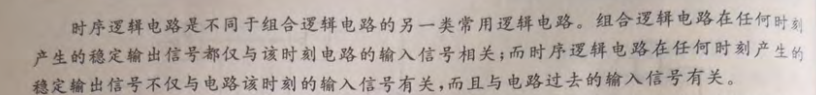 时序逻辑电路是不同于组合逻辑电路的另一类常用逻辑电路。组合逻辑电路在任何时刻
产生的稳定输出信号都仅与该时刻电路的输入信号相关；而时序逻辑电路在任何时刻产生的
稳定输出信号不仅与电路该时刻的输入信号有关，而且与电路过去的输入信号有关。